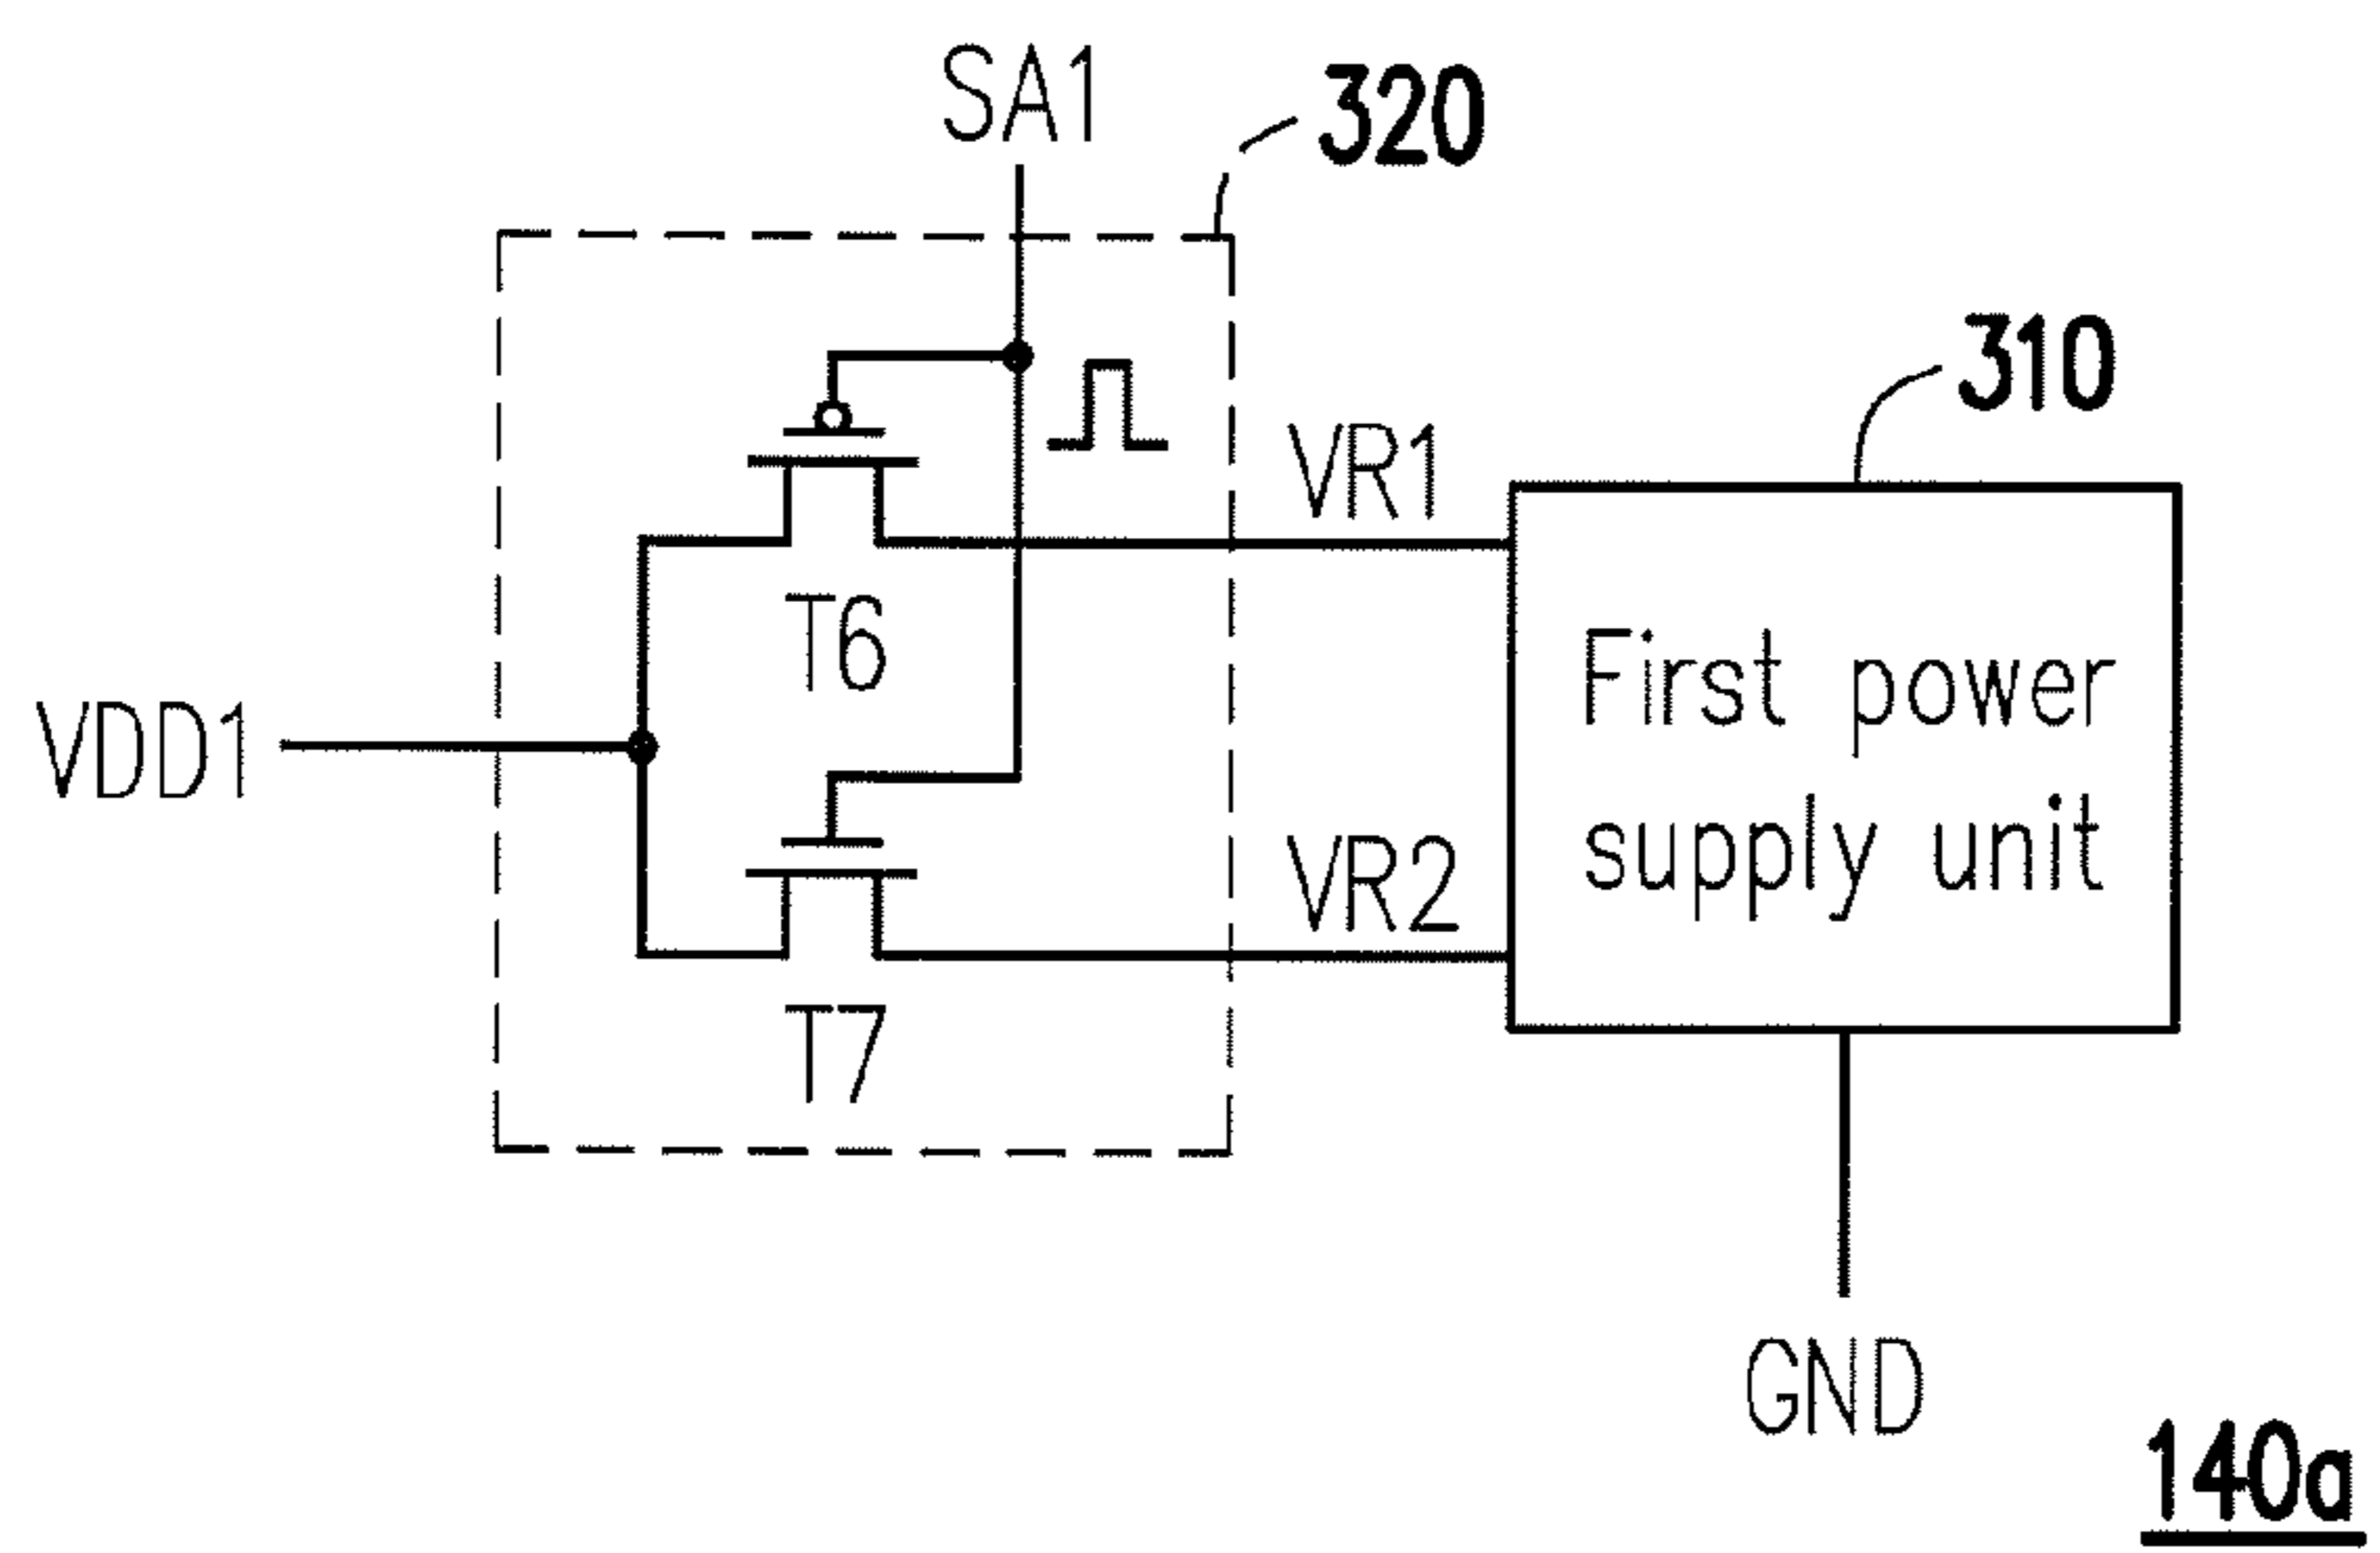 SA1
320
310
VR1
T6
First power
supply unit
VDD1
VR2
T7
GND
140a